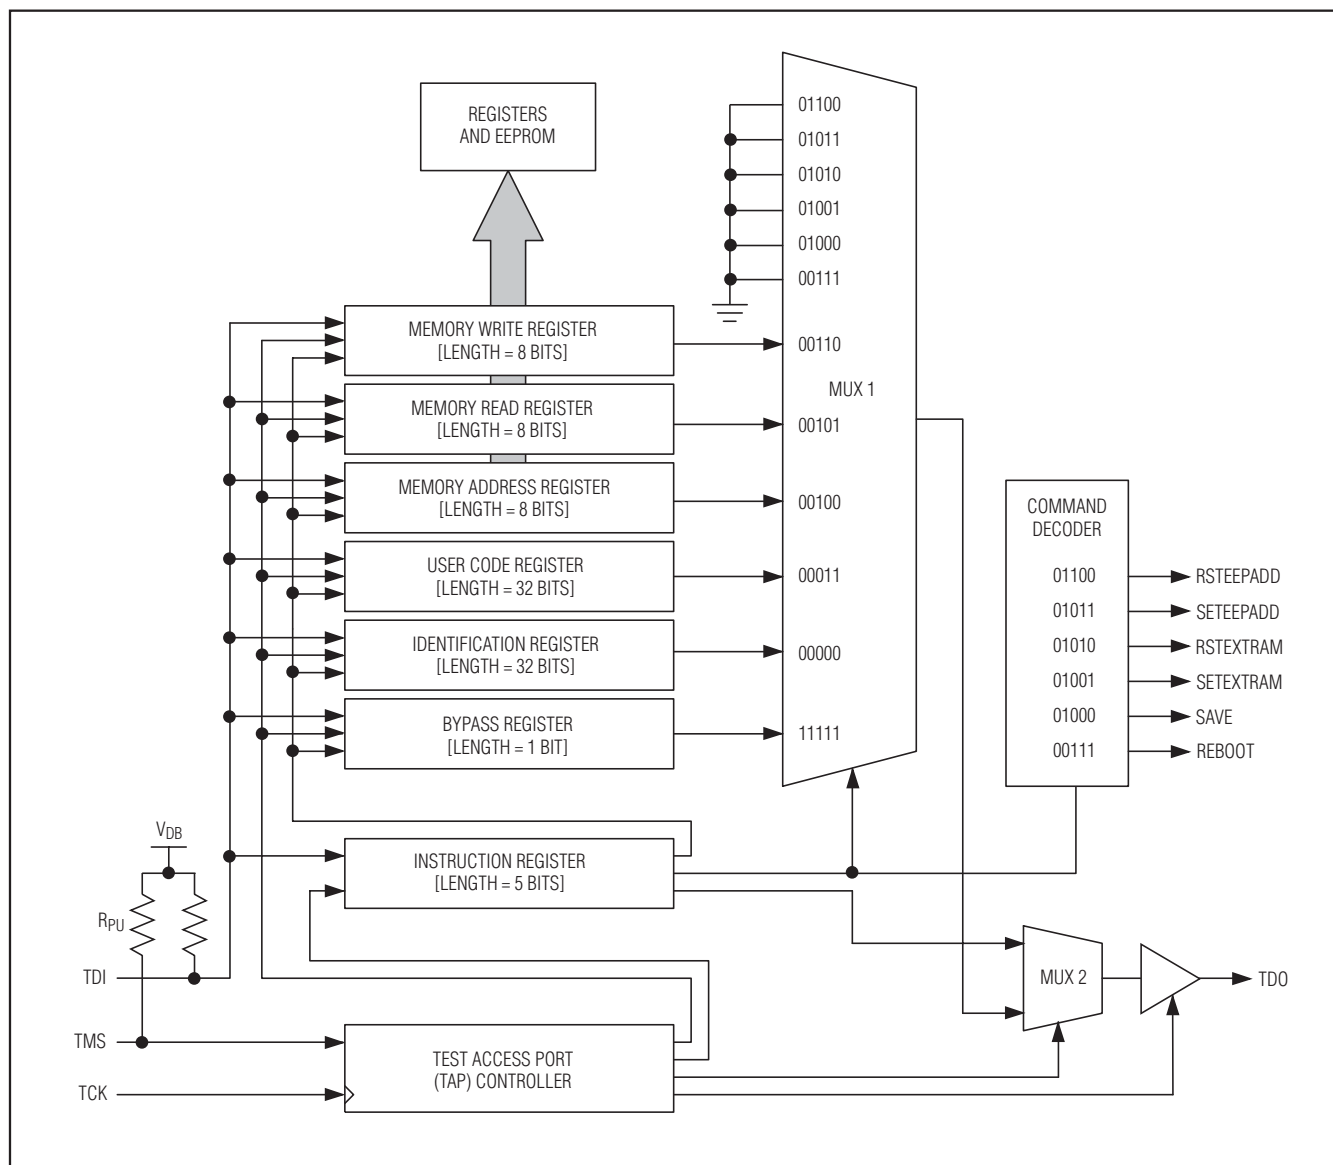 REGISTERS
AND EEPROM
01100
01011
01010
01001
01000
00111
MEMORY WRITE REGISTER
[LENGTH = 8 BITS]
00110
MUX 1
MEMORY READ REGISTER
[LENGTH = 8 BITS]
00101
MEMORY ADDRESS REGISTER
[LENGTH = 8 BITS]
00100
USER CODE REGISTER
[LENGTH = 32 BITS]
00011
IDENTIFICATION REGISTER
[LENGTH = 32 BITS]
00000
BYPASS REGISTER
[LENGTH = 1 BIT]
11111
COMMAND
DECODER
01100 RSTEEPADD
01011 SETEEPADD
01010 RSTEXTRAM
01001 SETEXTRAM
01000 SAVE
00111 REBOOT
INSTRUCTION REGISTER
[LENGTH = 5 BITS]
VDB
RPU
TDI
TMS
TCK
TEST ACCESS PORT
(TAP) CONTROLLER
MUX 2
TDO